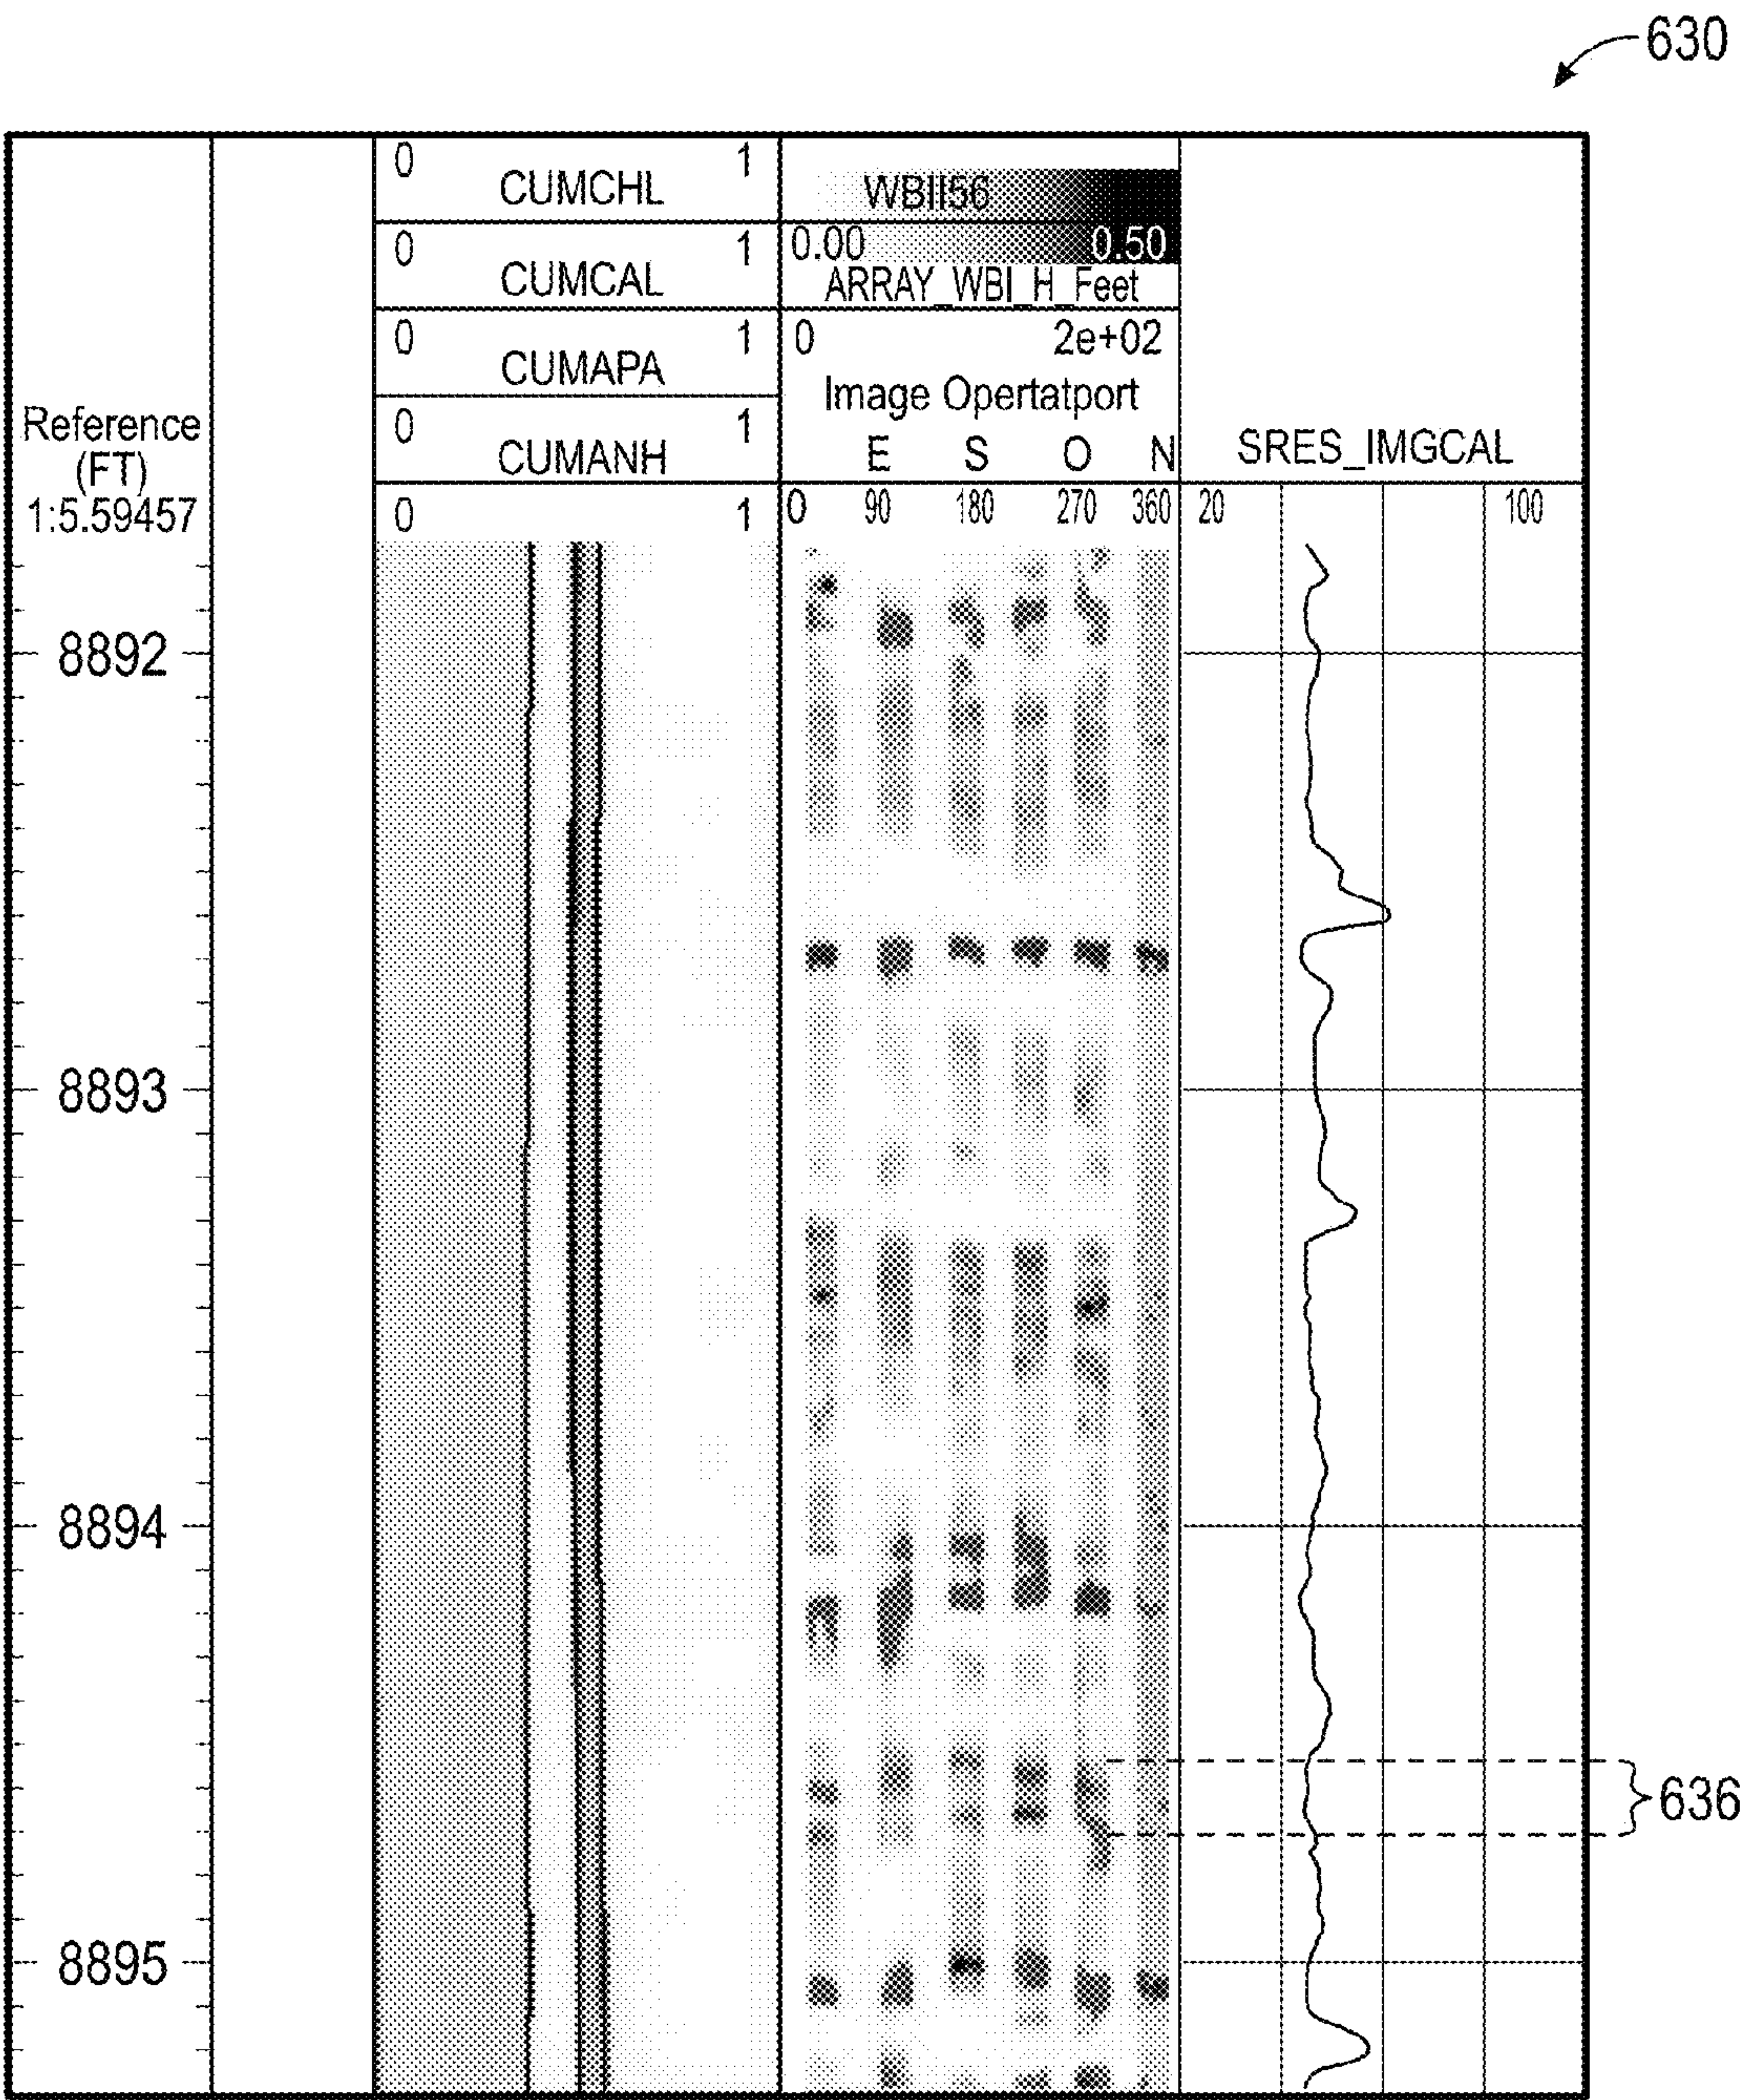 630
0 1
CUMCHL
0 1
CUMCAL
0 1
CUMAPA
0 1
CUMANH
0 1
WBII56
0.00 0.50
ARRAY_WBI_H_Feet
0 2e+02
Image Opertatport
E S O N
0 90 180 270 360
Reference
(FT)
1:5.59457
SRES_IMGCAL
20 100
8892
8893
8894
636
8895